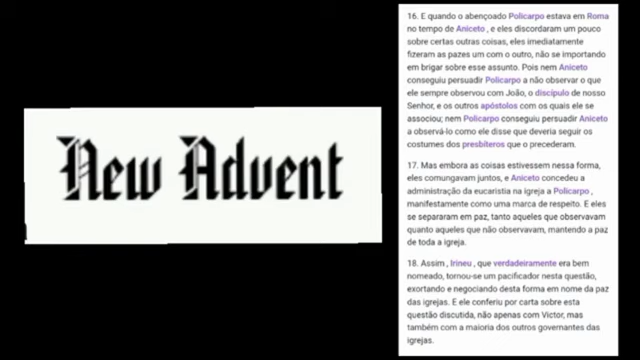 New Advent
16. E quando o abençoado Policarpo estava em Roma
no tempo de Aniceto , e eles discordaram um pouco
sobre certas outras coisas, eles imediatamente
fizeram as pazes um com o outro, não se importando
em brigar sobre esse assunto. Pois nem Aniceto
conseguiu persuadir Policarpo a não observar o que
ele sempre observou com João, o discípulo de nosso
Senhor, e os outros apóstolos com os quais ele se
associou; nem Policarpo conseguiu persuadir Aniceto
a observá-lo como ele disse que deveria seguir os
costumes dos presbíteros que o precederam.
17. Mas embora as coisas estivessem nessa forma,
eles comungavam juntos, e Aniceto concedeu a
administração da eucaristia na igreja a Policarpo ,
manifestamente como uma marca de respeito. E eles
se separaram em paz, tanto aqueles que observavam
quanto aqueles que não observavam, mantendo a paz
de toda a igreja.
18. Assim , Irineu , que verdadeiramente era bem
nomeado, tornou-se um pacificador nesta questão,
exortando e negociando desta forma em nome da paz
das igrejas. E ele conferiu por carta sobre esta
questão discutida, não apenas com Victor, mas
também com a maioria dos outros governantes das
igrejas.